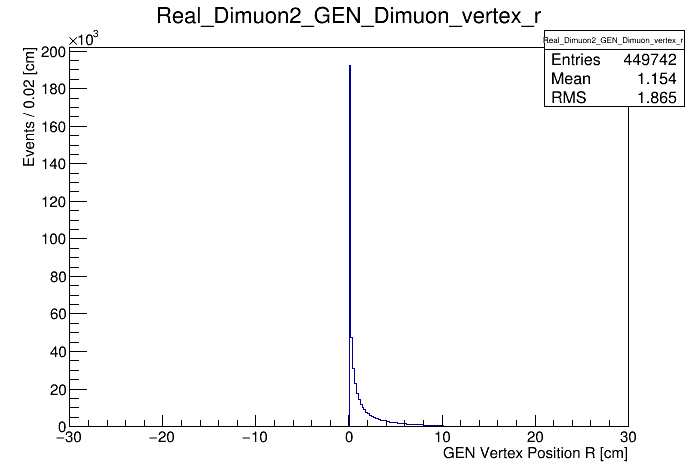 Real_Dimuon2_GEN_Dimuon_vertex_r
×10³
Real_Dimuon2_GEN_Dimuon_vertex_r
Entries 449742
Mean 1.154
RMS 1.865
Events / 0.02 [cm]
200
180
160
140
120
100
80
60
40
20
0
−30 −20 −10 0 10 20 30
GEN Vertex Position R [cm]